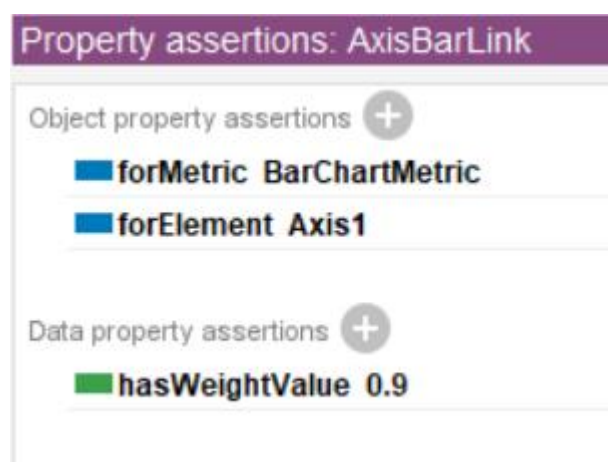 Property assertions: AxisBarLink
Object property assertions
forMetric BarChartMetric
forElement Axis1
Data property assertions
hasWeightValue 0.9